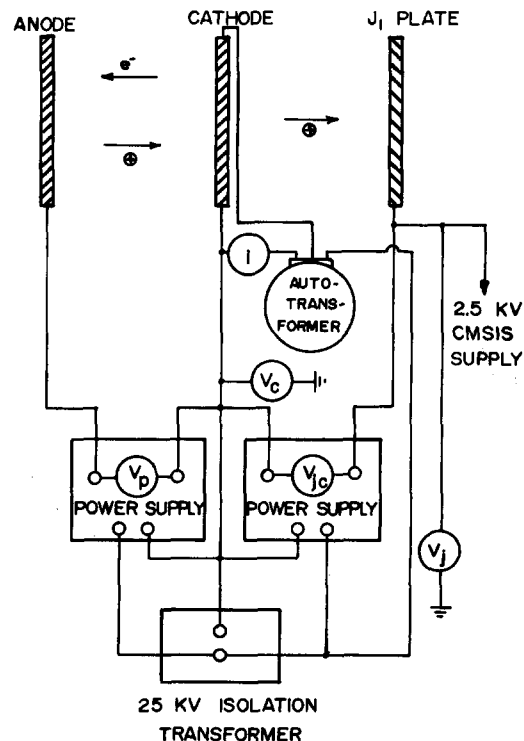 ANODE
CATHODE
J₁ PLATE
e⁻
⊕
⊕
i
AUTO-
TRANS-
FORMER
2.5 KV
CMSIS
SUPPLY
Vc
Vp
Vjc
POWER SUPPLY
POWER SUPPLY
Vj
25 KV ISOLATION
TRANSFORMER